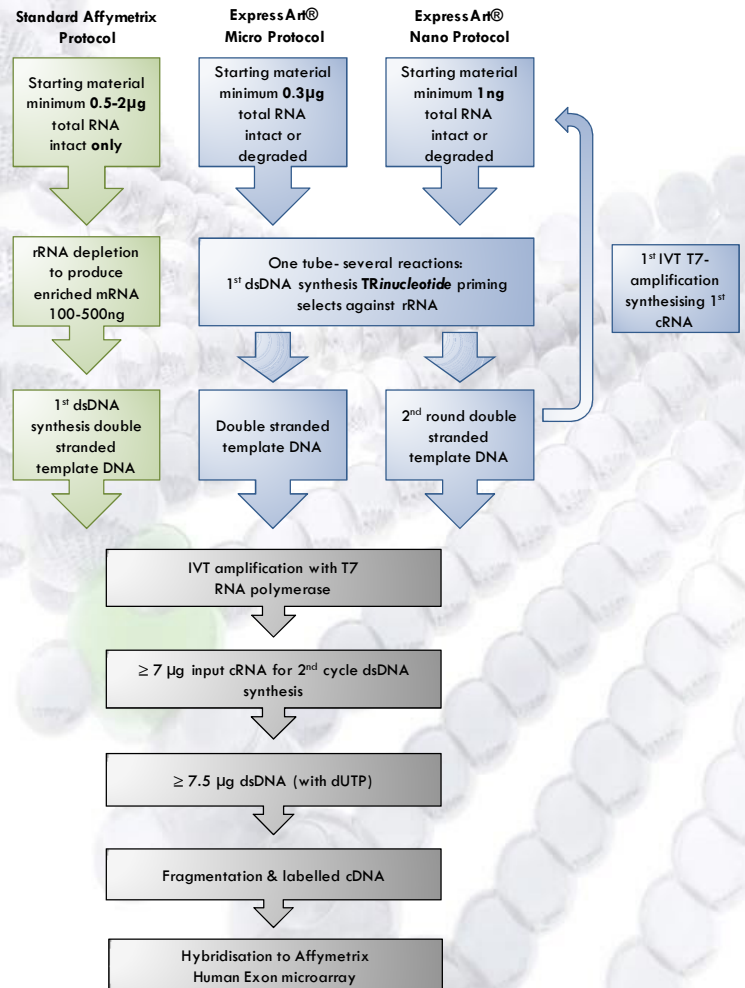 Standard Affymetrix
Protocol
ExpressArt®
Micro Protocol
ExpressArt®
Nano Protocol
Starting material
minimum 0.5-2µg
total RNA
intact only
Starting material
minimum 0.3µg
total RNA
intact or
degraded
Starting material
minimum 1ng
total RNA
intact or
degraded
rRNA depletion
to produce
enriched mRNA
100-500ng
One tube- several reactions:
1st dsDNA synthesis TRinucleotide priming
selects against rRNA
1st IVT T7-
amplification
synthesising 1st
cRNA
1st dsDNA
synthesis double
stranded
template DNA
Double stranded
template DNA
2nd round double
stranded
template DNA
IVT amplification with T7
RNA polymerase
≥ 7 µg input cRNA for 2nd cycle dsDNA
synthesis
≥ 7.5 µg dsDNA (with dUTP)
Fragmentation & labelled cDNA
Hybridisation to Affymetrix
Human Exon microarray